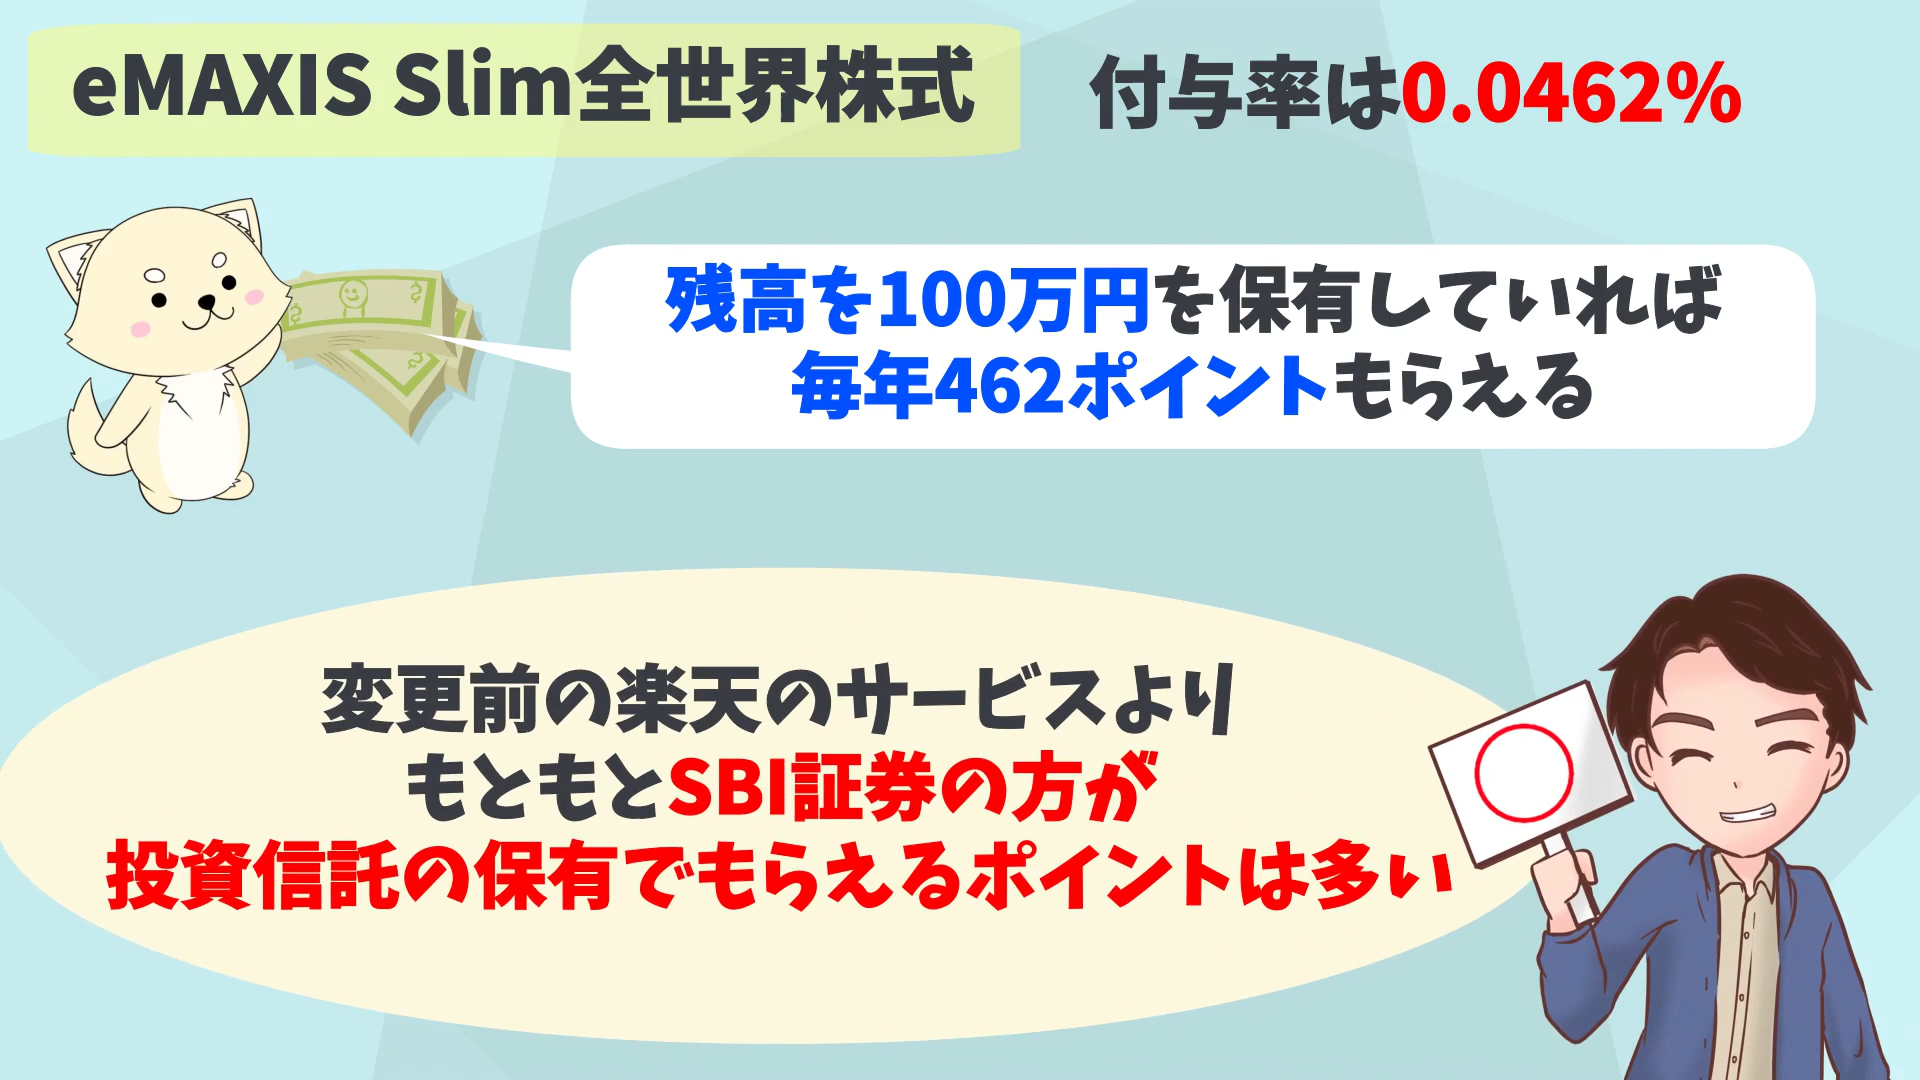 eMAXIS Slim全世界株式
付与率は0.0462%
残高を100万円を保有していれば
毎年462ポイントもらえる
変更前の楽天のサービスより
もともとSBI証券の方が
投資信託の保有でもらえるポイントは多い